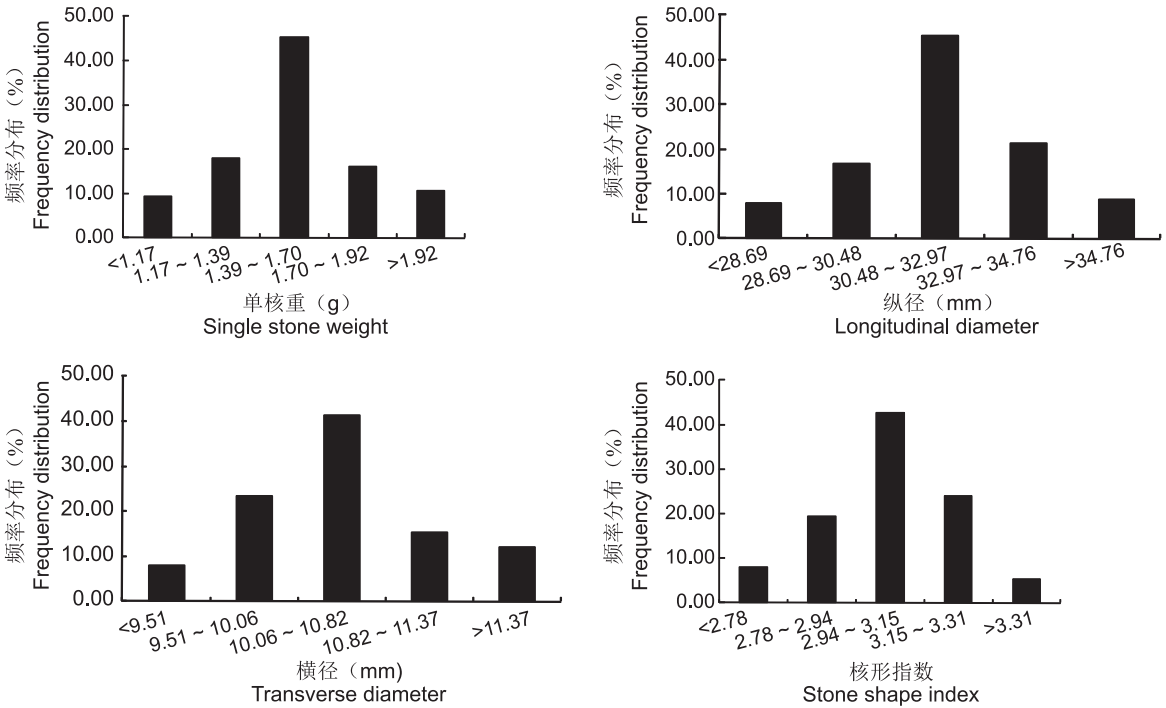 频率分布（%）
Frequency distribution
50.00
40.00
30.00
20.00
10.00
0.00
<1.17
1.17 ~ 1.39
1.39 ~ 1.70
1.70 ~ 1.92
>1.92
单核重（g）
Single stone weight
频率分布（%）
Frequency distribution
50.00
40.00
30.00
20.00
10.00
0.00
<28.69
28.69 ~ 30.48
30.48 ~ 32.97
32.97 ~ 34.76
>34.76
纵径（mm）
Longitudinal diameter
频率分布（%）
Frequency distribution
50.00
40.00
30.00
20.00
10.00
0.00
<9.51
9.51 ~ 10.06
10.06 ~ 10.82
10.82 ~ 11.37
>11.37
横径（mm)
Transverse diameter
频率分布（%）
Frequency distribution
50.00
40.00
30.00
20.00
10.00
0.00
<2.78
2.78 ~ 2.94
2.94 ~ 3.15
3.15 ~ 3.31
>3.31
核形指数
Stone shape index